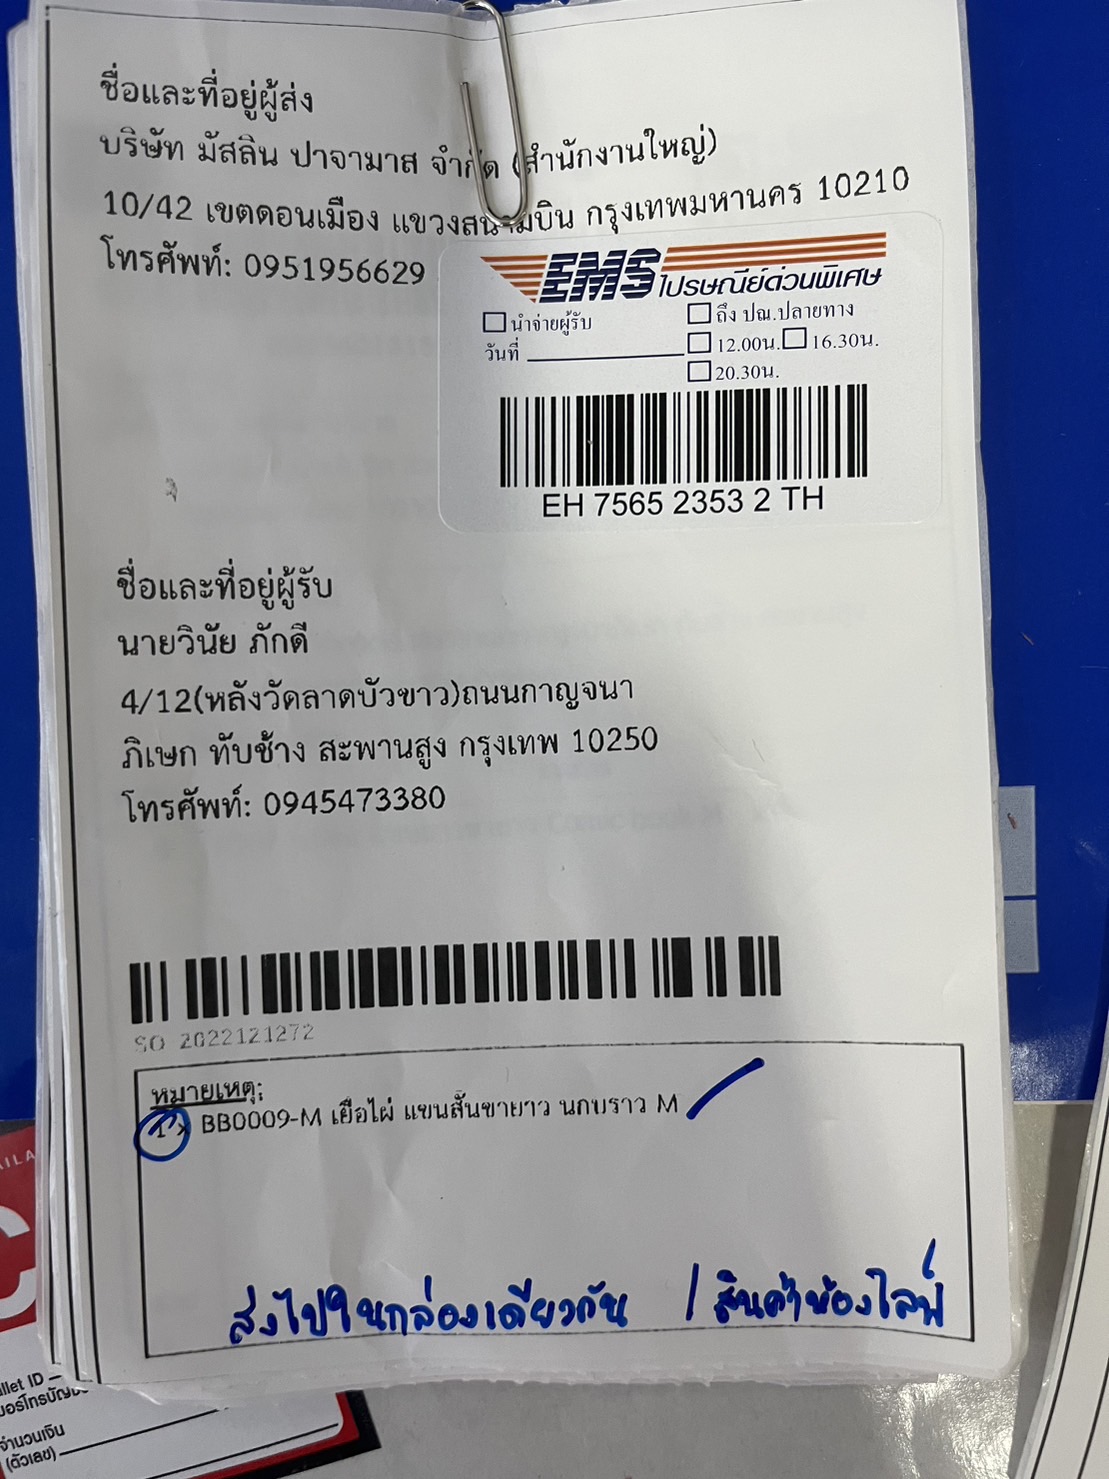 ชื่อและที่อยู่ผู้ส่ง
บริษัท มัสลิน ปาจามาส จำกัด (สำนักงานใหญ่)
10/42 เขตดอนเมือง แขวงสนามบิน กรุงเทพมหานคร 10210
โทรศัพท์: 0951956629
EMS ไปรษณีย์ด่วนพิเศษ
นำจ่ายผู้รับ
ถึง ปณ.ปลายทาง
วันที่
12.00น. 16.30น.
20.30น.
EH 7565 2353 2 TH
ชื่อและที่อยู่ผู้รับ
นายวินัย ภักดี
4/12(หลังวัดลาดบัวขาว)ถนนกาญจนา
ภิเษก ทับช้าง สะพานสูง กรุงเทพ 10250
โทรศัพท์: 0945473380
SO 2022121272
หมายเหตุ:
1 x BB0009-M เยื่อไผ่ แขนสั้นขายาว นกบราว M
ส่งไปในกล่องเดียวกัน / สินค้าห้องไลฟ์
llet ID
บอร์โทรบัญ
จำนวนเงิน
(ตัวเลข)